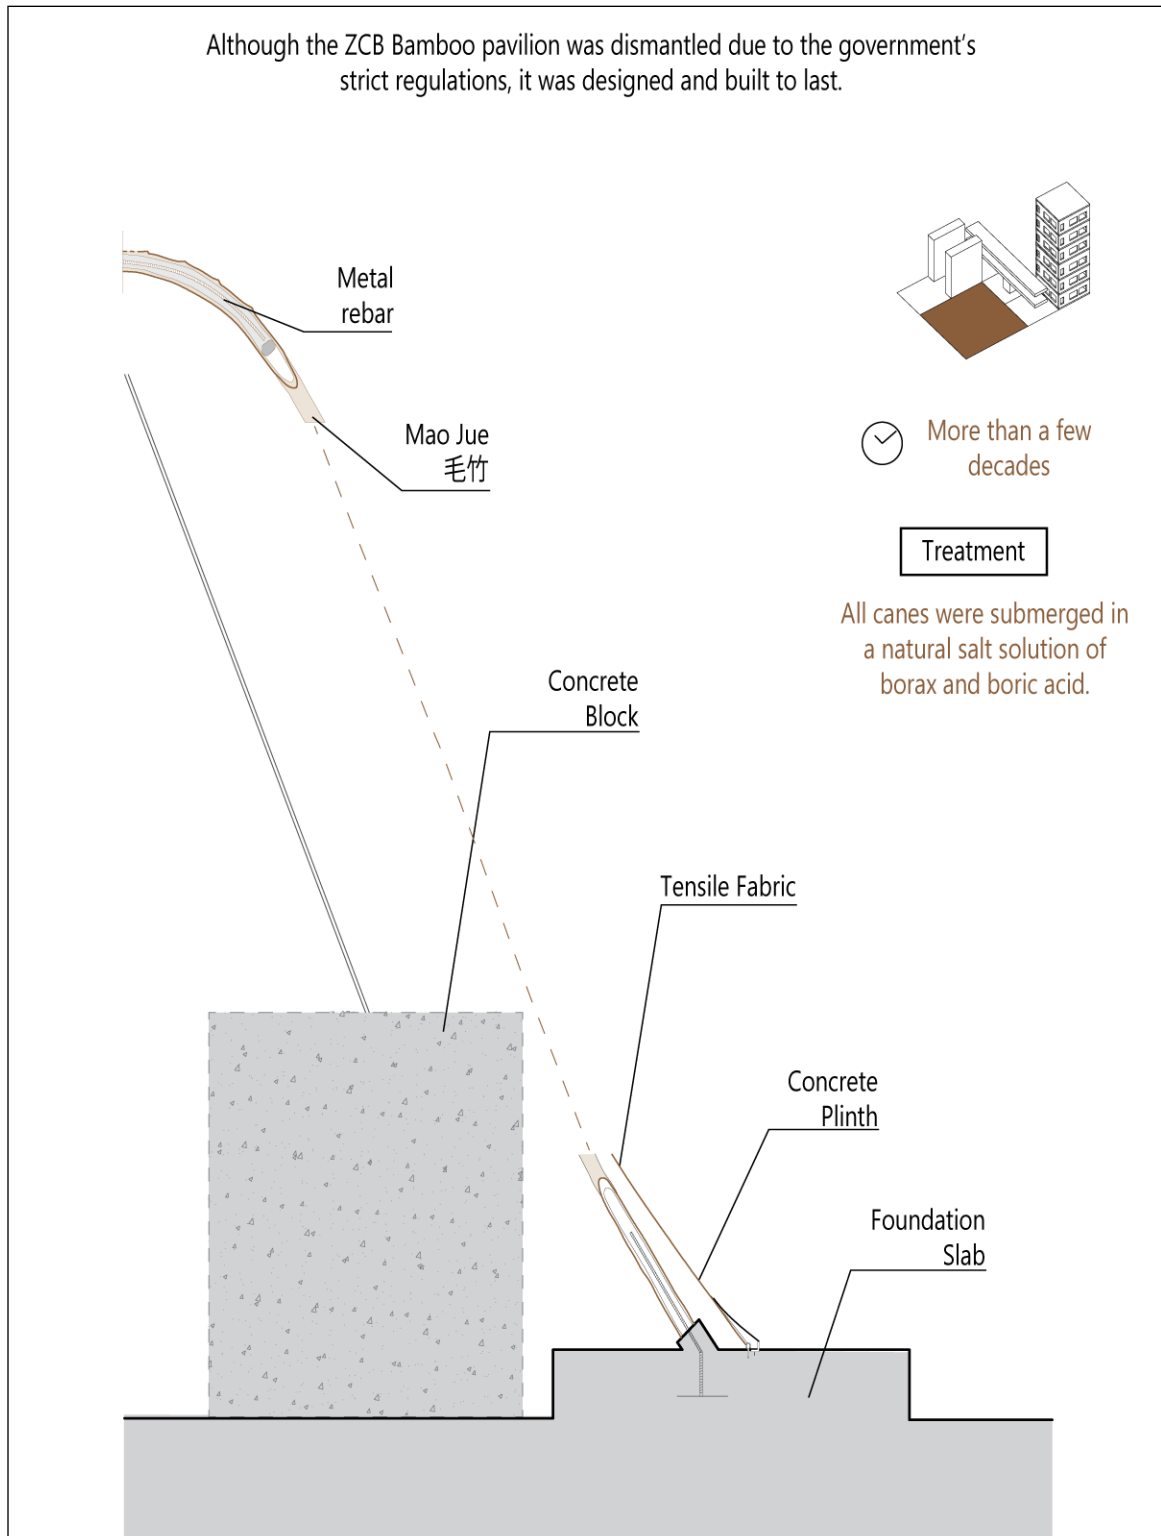 Although the ZCB Bamboo pavilion was dismantled due to the government's
strict regulations, it was designed and built to last.
Metal
rebar
Mao Jue
毛竹
More than a few
decades
Treatment
All canes were submerged in
a natural salt solution of
borax and boric acid.
Concrete
Block
Tensile Fabric
Concrete
Plinth
Foundation
Slab